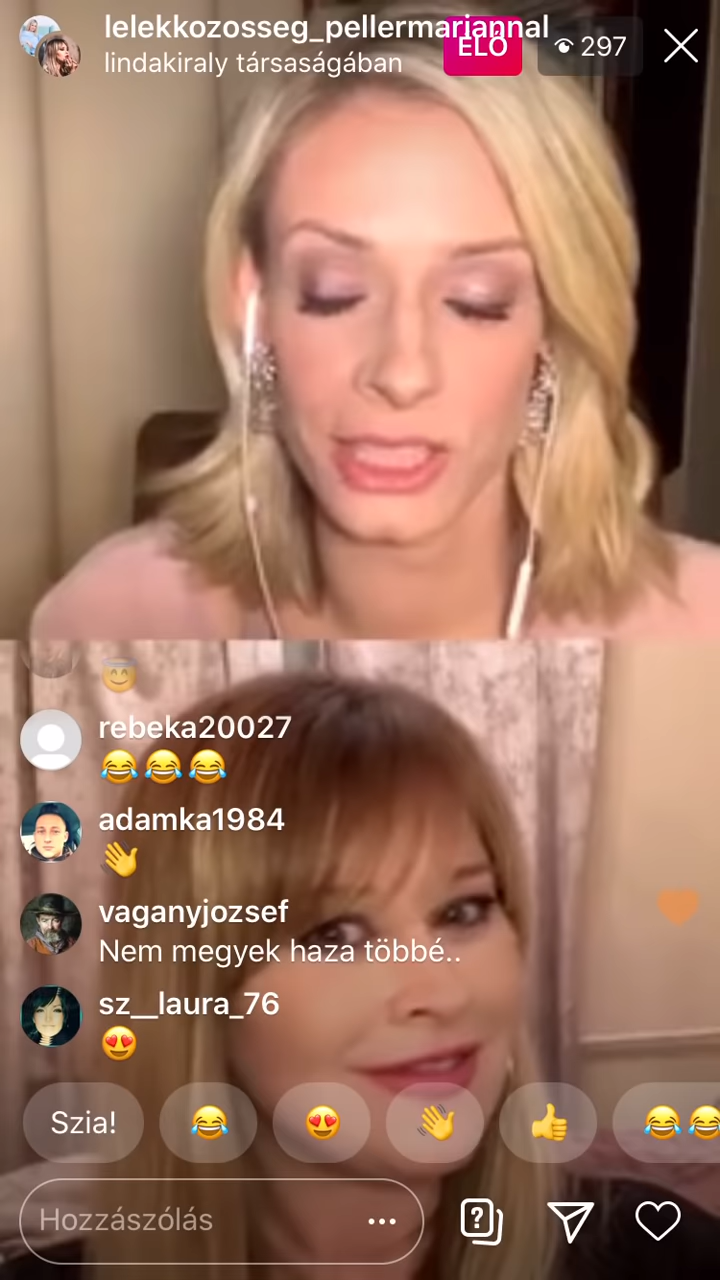 lelekkozosseg_pellermariannal
ÉLŐ
297
lindakiraly társaságában
rebeka20027
😂😂😂
adamka1984
👋
vaganyjozsef
Nem megyek haza többé..
sz__laura_76
😍
Szia!
Hozzászólás